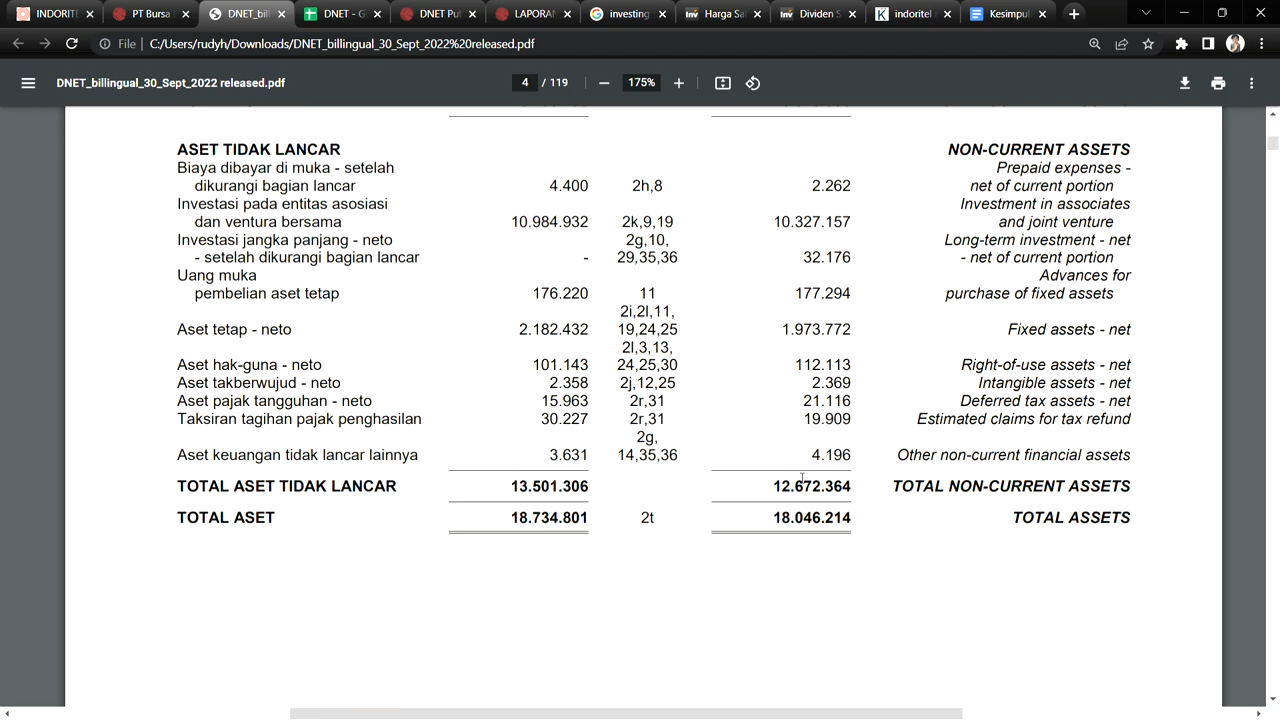 INDORITE
PT Bursa
DNET_bil
DNET - G
DNET Pul
LAPORAN
investing
Harga Sal
Dividen S
indoritel
Kesimpul
File C:/Users/rudyh/Downloads/DNET_billingual_30_Sept_2022%20released.pdf
DNET_billingual_30_Sept_2022 released.pdf 4 / 119 175%
ASET TIDAK LANCAR NON-CURRENT ASSETS
Biaya dibayar di muka - setelah Prepaid expenses -
dikurangi bagian lancar 4.400 2h,8 2.262 net of current portion
Investasi pada entitas asosiasi Investment in associates
dan ventura bersama 10.984.932 2k,9,19 10.327.157 and joint venture
Investasi jangka panjang - neto 2g,10, Long-term investment - net
- setelah dikurangi bagian lancar - 29,35,36 32.176 - net of current portion
Uang muka Advances for
pembelian aset tetap 176.220 11 177.294 purchase of fixed assets
2i,2l,11,
Aset tetap - neto 2.182.432 19,24,25 1.973.772 Fixed assets - net
2l,3,13,
Aset hak-guna - neto 101.143 24,25,30 112.113 Right-of-use assets - net
Aset takberwujud - neto 2.358 2j,12,25 2.369 Intangible assets - net
Aset pajak tangguhan - neto 15.963 2r,31 21.116 Deferred tax assets - net
Taksiran tagihan pajak penghasilan 30.227 2r,31 19.909 Estimated claims for tax refund
2g,
Aset keuangan tidak lancar lainnya 3.631 14,35,36 4.196 Other non-current financial assets
TOTAL ASET TIDAK LANCAR 13.501.306 12.672.364 TOTAL NON-CURRENT ASSETS
TOTAL ASET 18.734.801 2t 18.046.214 TOTAL ASSETS